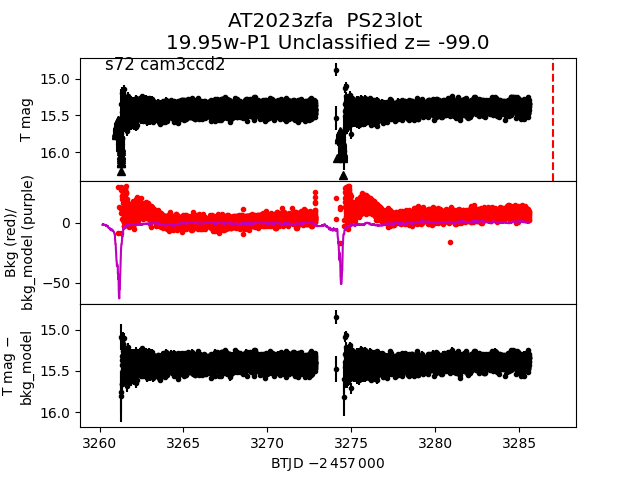 AT2023zfa PS23lot
19.95w-P1 Unclassified z= -99.0
s72 cam3ccd2
15.0
15.5
16.0
T mag
0
−50
Bkg (red)/
bkg_model (purple)
15.0
15.5
16.0
T mag −
bkg_model
3260 3265 3270 3275 3280 3285
BTJD −2 457 000